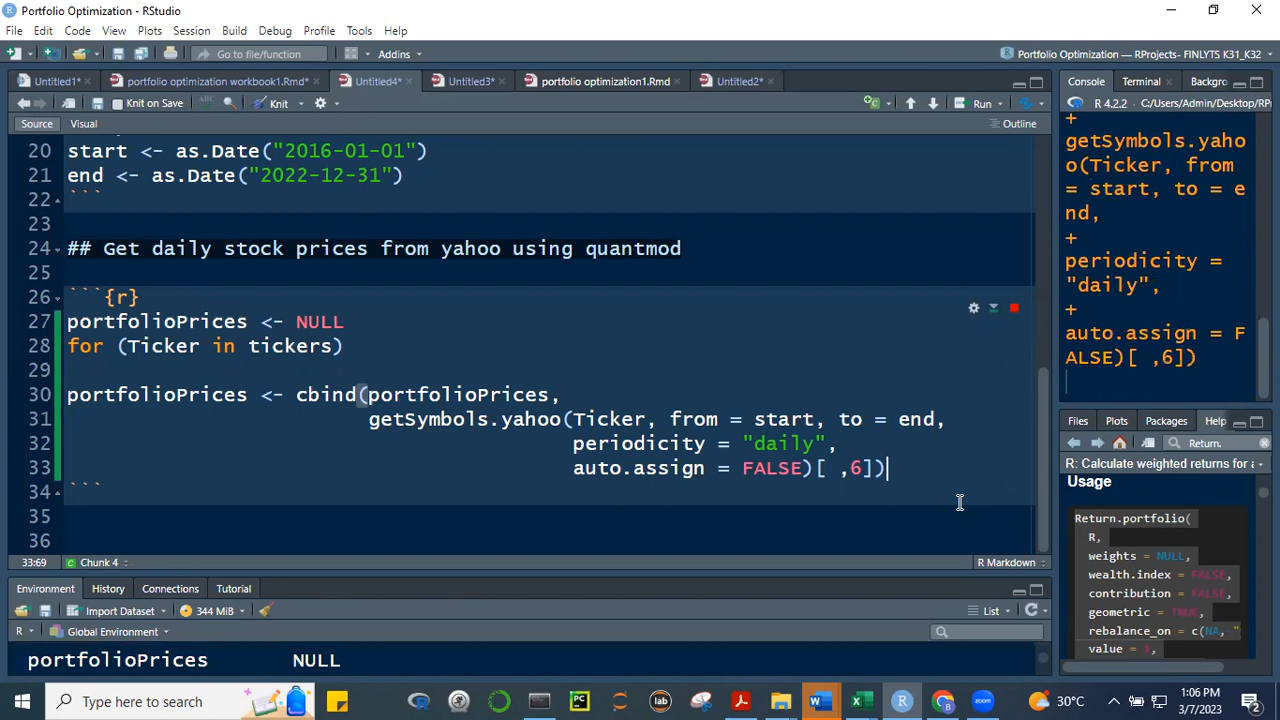 Portfolio Optimization - RStudio
File Edit Code View Plots Session Build Debug Profile Tools Help
Go to file/function Addins Portfolio Optimization — RProjects- FINLYTS K31_K32
Untitled1* portfolio optimization workbook1.Rmd* Untitled4* Untitled3* portfolio optimization1.Rmd Untitled2*
Console Terminal Backgro
Knit on Save ABC Knit Run
R 4.2.2 C:/Users/Admin/Desktop/RPr
Source Visual Outline
20 start <- as.Date("2016-01-01")
21 end <- as.Date("2022-12-31")
22 ```
23
24 ## Get daily stock prices from yahoo using quantmod
25
26 ```{r}
27 portfolioPrices <- NULL
28 for (Ticker in tickers)
29
30 portfolioPrices <- cbind(portfolioPrices,
31 getSymbols.yahoo(Ticker, from = start, to = end,
32 periodicity = "daily",
33 auto.assign = FALSE)[ ,6])
34 ```
35
36
33:69 Chunk 4 R Markdown
+
getSymbols.yaho
o(Ticker, from
= start, to = e
nd,
+
periodicity =
"daily",
+
auto.assign = F
ALSE)[ ,6])
Files Plots Packages Help
Return.
R: Calculate weighted returns for a
Usage
Return.portfolio(
R,
weights = NULL,
wealth.index = FALSE,
contribution = FALSE,
geometric = TRUE,
rebalance_on = c(NA, "
value = 1,
Environment History Connections Tutorial
Import Dataset 344 MiB List
R Global Environment
portfolioPrices NULL
Type here to search
PC
lab
30°C
1:06 PM
3/7/2023